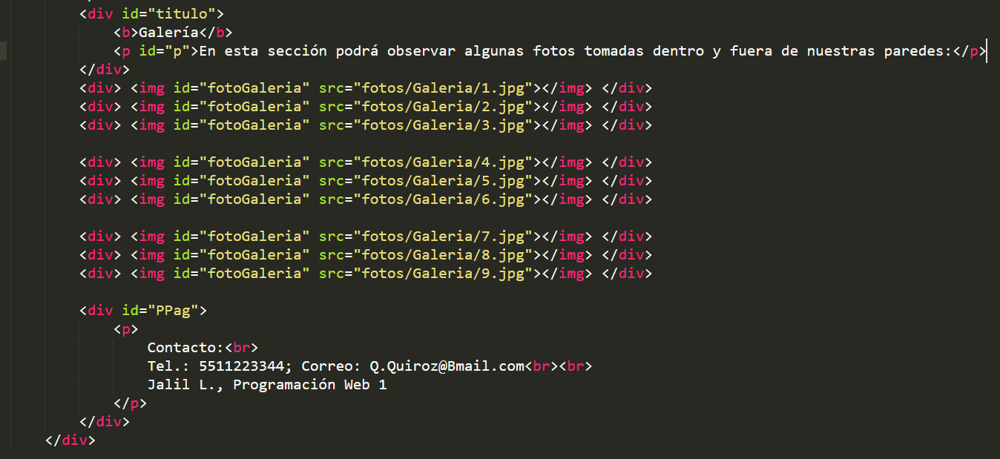 <div id="titulo">
<b>Galería</b>
<p id="p">En esta sección podrá observar algunas fotos tomadas dentro y fuera de nuestras paredes:</p>
</div>
<div> <img id="fotoGaleria" src="fotos/Galeria/1.jpg"></img> </div>
<div> <img id="fotoGaleria" src="fotos/Galeria/2.jpg"></img> </div>
<div> <img id="fotoGaleria" src="fotos/Galeria/3.jpg"></img> </div>
<div> <img id="fotoGaleria" src="fotos/Galeria/4.jpg"></img> </div>
<div> <img id="fotoGaleria" src="fotos/Galeria/5.jpg"></img> </div>
<div> <img id="fotoGaleria" src="fotos/Galeria/6.jpg"></img> </div>
<div> <img id="fotoGaleria" src="fotos/Galeria/7.jpg"></img> </div>
<div> <img id="fotoGaleria" src="fotos/Galeria/8.jpg"></img> </div>
<div> <img id="fotoGaleria" src="fotos/Galeria/9.jpg"></img> </div>
<div id="PPag">
<p>
Contacto:<br>
Tel.: 5511223344; Correo: Q.Quiroz@Bmail.com<br><br>
Jalil L., Programación Web 1
</p>
</div>
</div>